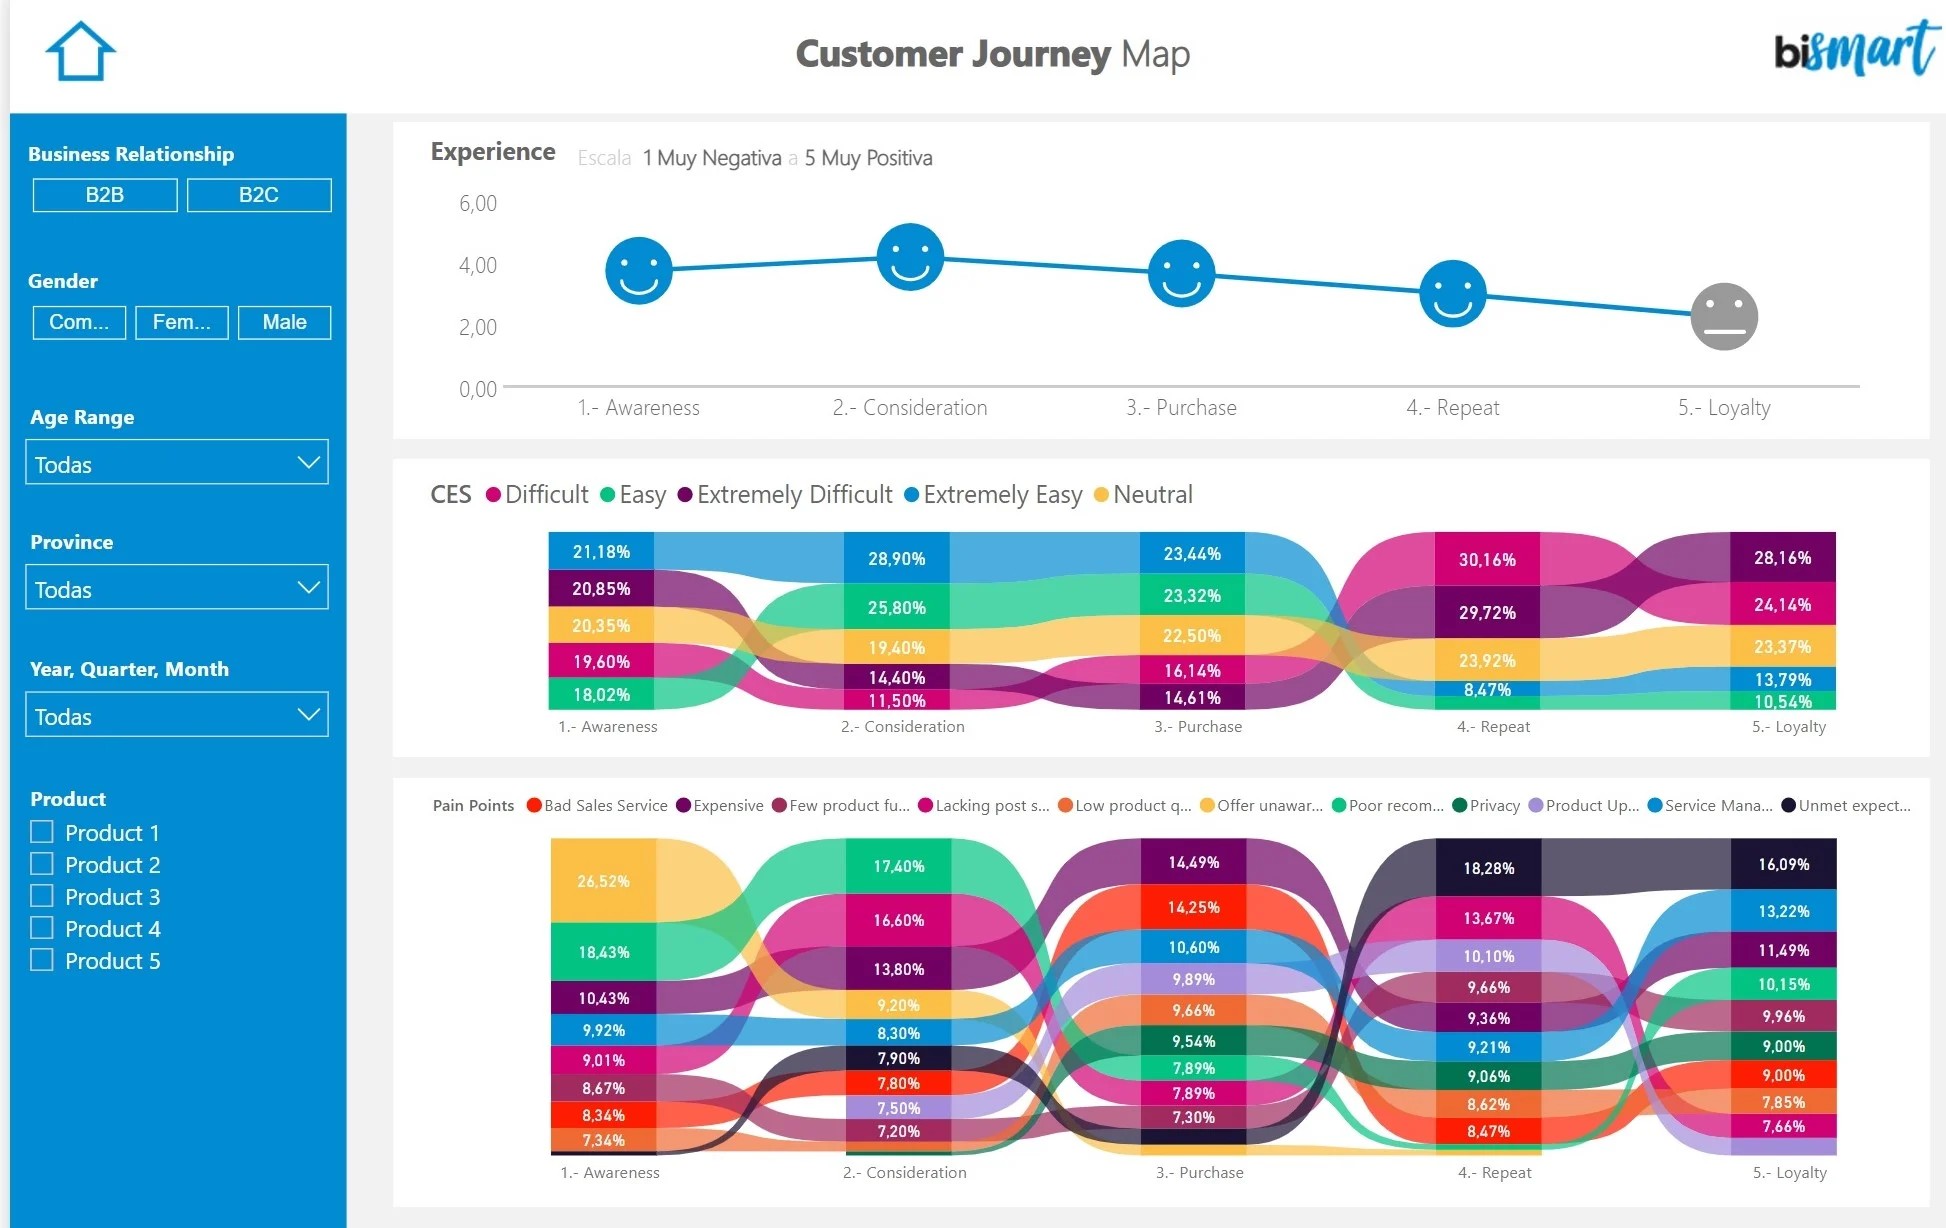 Customer Journey Map
bismart
Business Relationship
B2B B2C
Gender
Com... Fem... Male
Age Range
Todas
Province
Todas
Year, Quarter, Month
Todas
Product
Product 1
Product 2
Product 3
Product 4
Product 5
Experience Escala 1 Muy Negativa a 5 Muy Positiva
6,00
4,00
2,00
0,00
1.- Awareness 2.- Consideration 3.- Purchase 4.- Repeat 5.- Loyalty
CES Difficult Easy Extremely Difficult Extremely Easy Neutral
21,18% 28,90% 23,44% 30,16% 28,16%
20,85% 25,80% 23,32% 29,72% 24,14%
20,35% 19,40% 22,50% 23,92% 23,37%
19,60% 14,40% 16,14% 8,47% 13,79%
18,02% 11,50% 14,61% 10,54%
1.- Awareness 2.- Consideration 3.- Purchase 4.- Repeat 5.- Loyalty
Pain Points Bad Sales Service Expensive Few product fu... Lacking post s... Low product q... Offer unawar... Poor recom... Privacy Product Up... Service Mana... Unmet expect...
26,52% 17,40% 14,49% 18,28% 16,09%
18,43% 16,60% 14,25% 13,67% 13,22%
10,43% 13,80% 10,60% 10,10% 11,49%
9,92% 9,20% 9,89% 9,66% 10,15%
9,01% 8,30% 9,66% 9,36% 9,96%
8,67% 7,90% 9,54% 9,21% 9,00%
8,34% 7,80% 7,89% 9,06% 9,00%
7,34% 7,50% 7,89% 8,62% 7,85%
7,20% 7,30% 8,47% 7,66%
1.- Awareness 2.- Consideration 3.- Purchase 4.- Repeat 5.- Loyalty